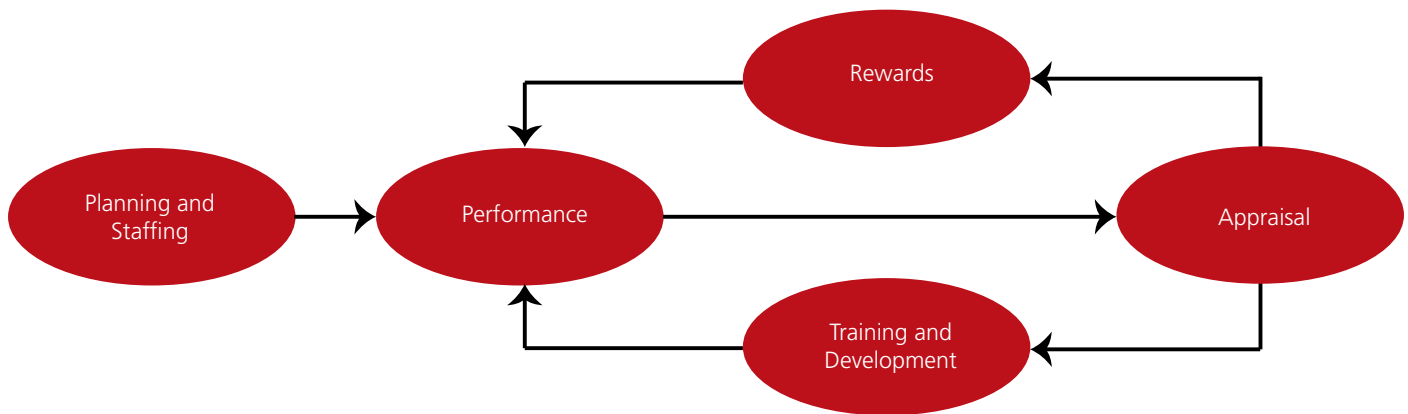 Rewards
Planning and
Staffing
Performance
Appraisal
Training and
Development